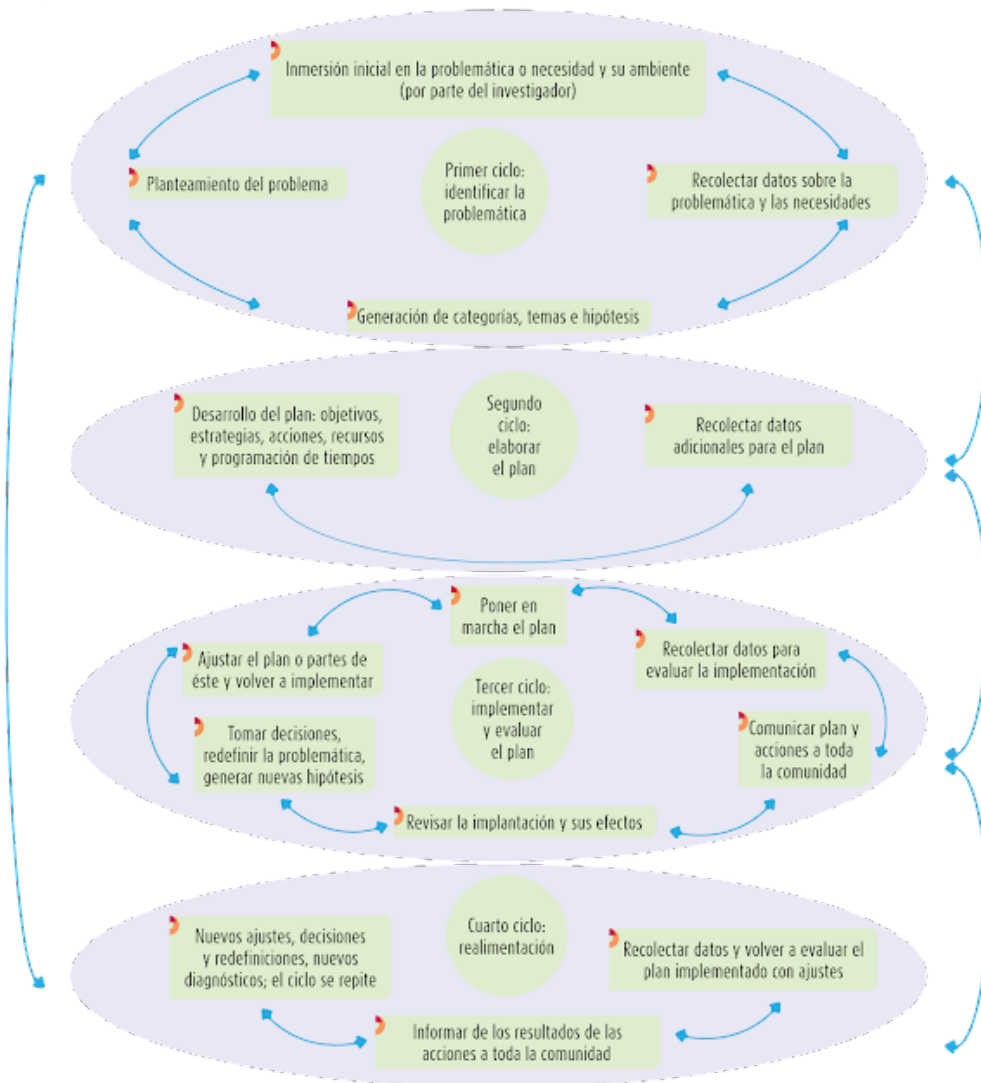 Inmersión inicial en la problemática o necesidad y su ambiente
(por parte del investigador)
Planteamiento del problema
Primer ciclo:
identificar la
problemática
Recolectar datos sobre la
problemática y las necesidades
Generación de categorías, temas e hipótesis
Desarrollo del plan: objetivos,
estrategias, acciones, recursos
y programación de tiempos
Segundo
ciclo:
elaborar
el plan
Recolectar datos
adicionales para el plan
Poner en
marcha el plan
Ajustar el plan o partes de
éste y volver a implementar
Recolectar datos para
evaluar la implementación
Tercer ciclo:
implementar
y evaluar
el plan
Tomar decisiones,
redefinir la problemática,
generar nuevas hipótesis
Comunicar plan y
acciones a toda
la comunidad
Revisar la implantación y sus efectos
Cuarto ciclo:
realimentación
Nuevos ajustes, decisiones
y redefiniciones, nuevos
diagnósticos; el ciclo se repite
Recolectar datos y volver a evaluar el
plan implementado con ajustes
Informar de los resultados de las
acciones a toda la comunidad